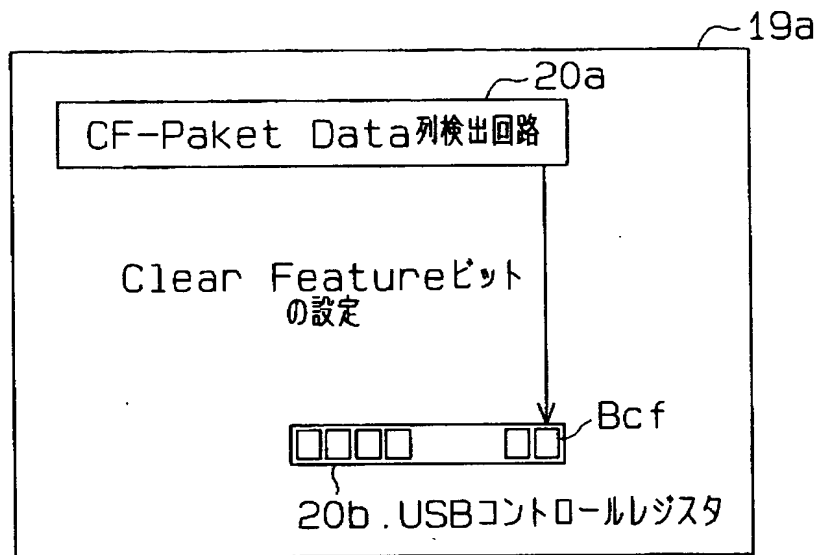 19a
20a
CF-Paket Data列検出回路
Clear Featureビット
の設定
Bcf
20b.USBコントロールレジスタ